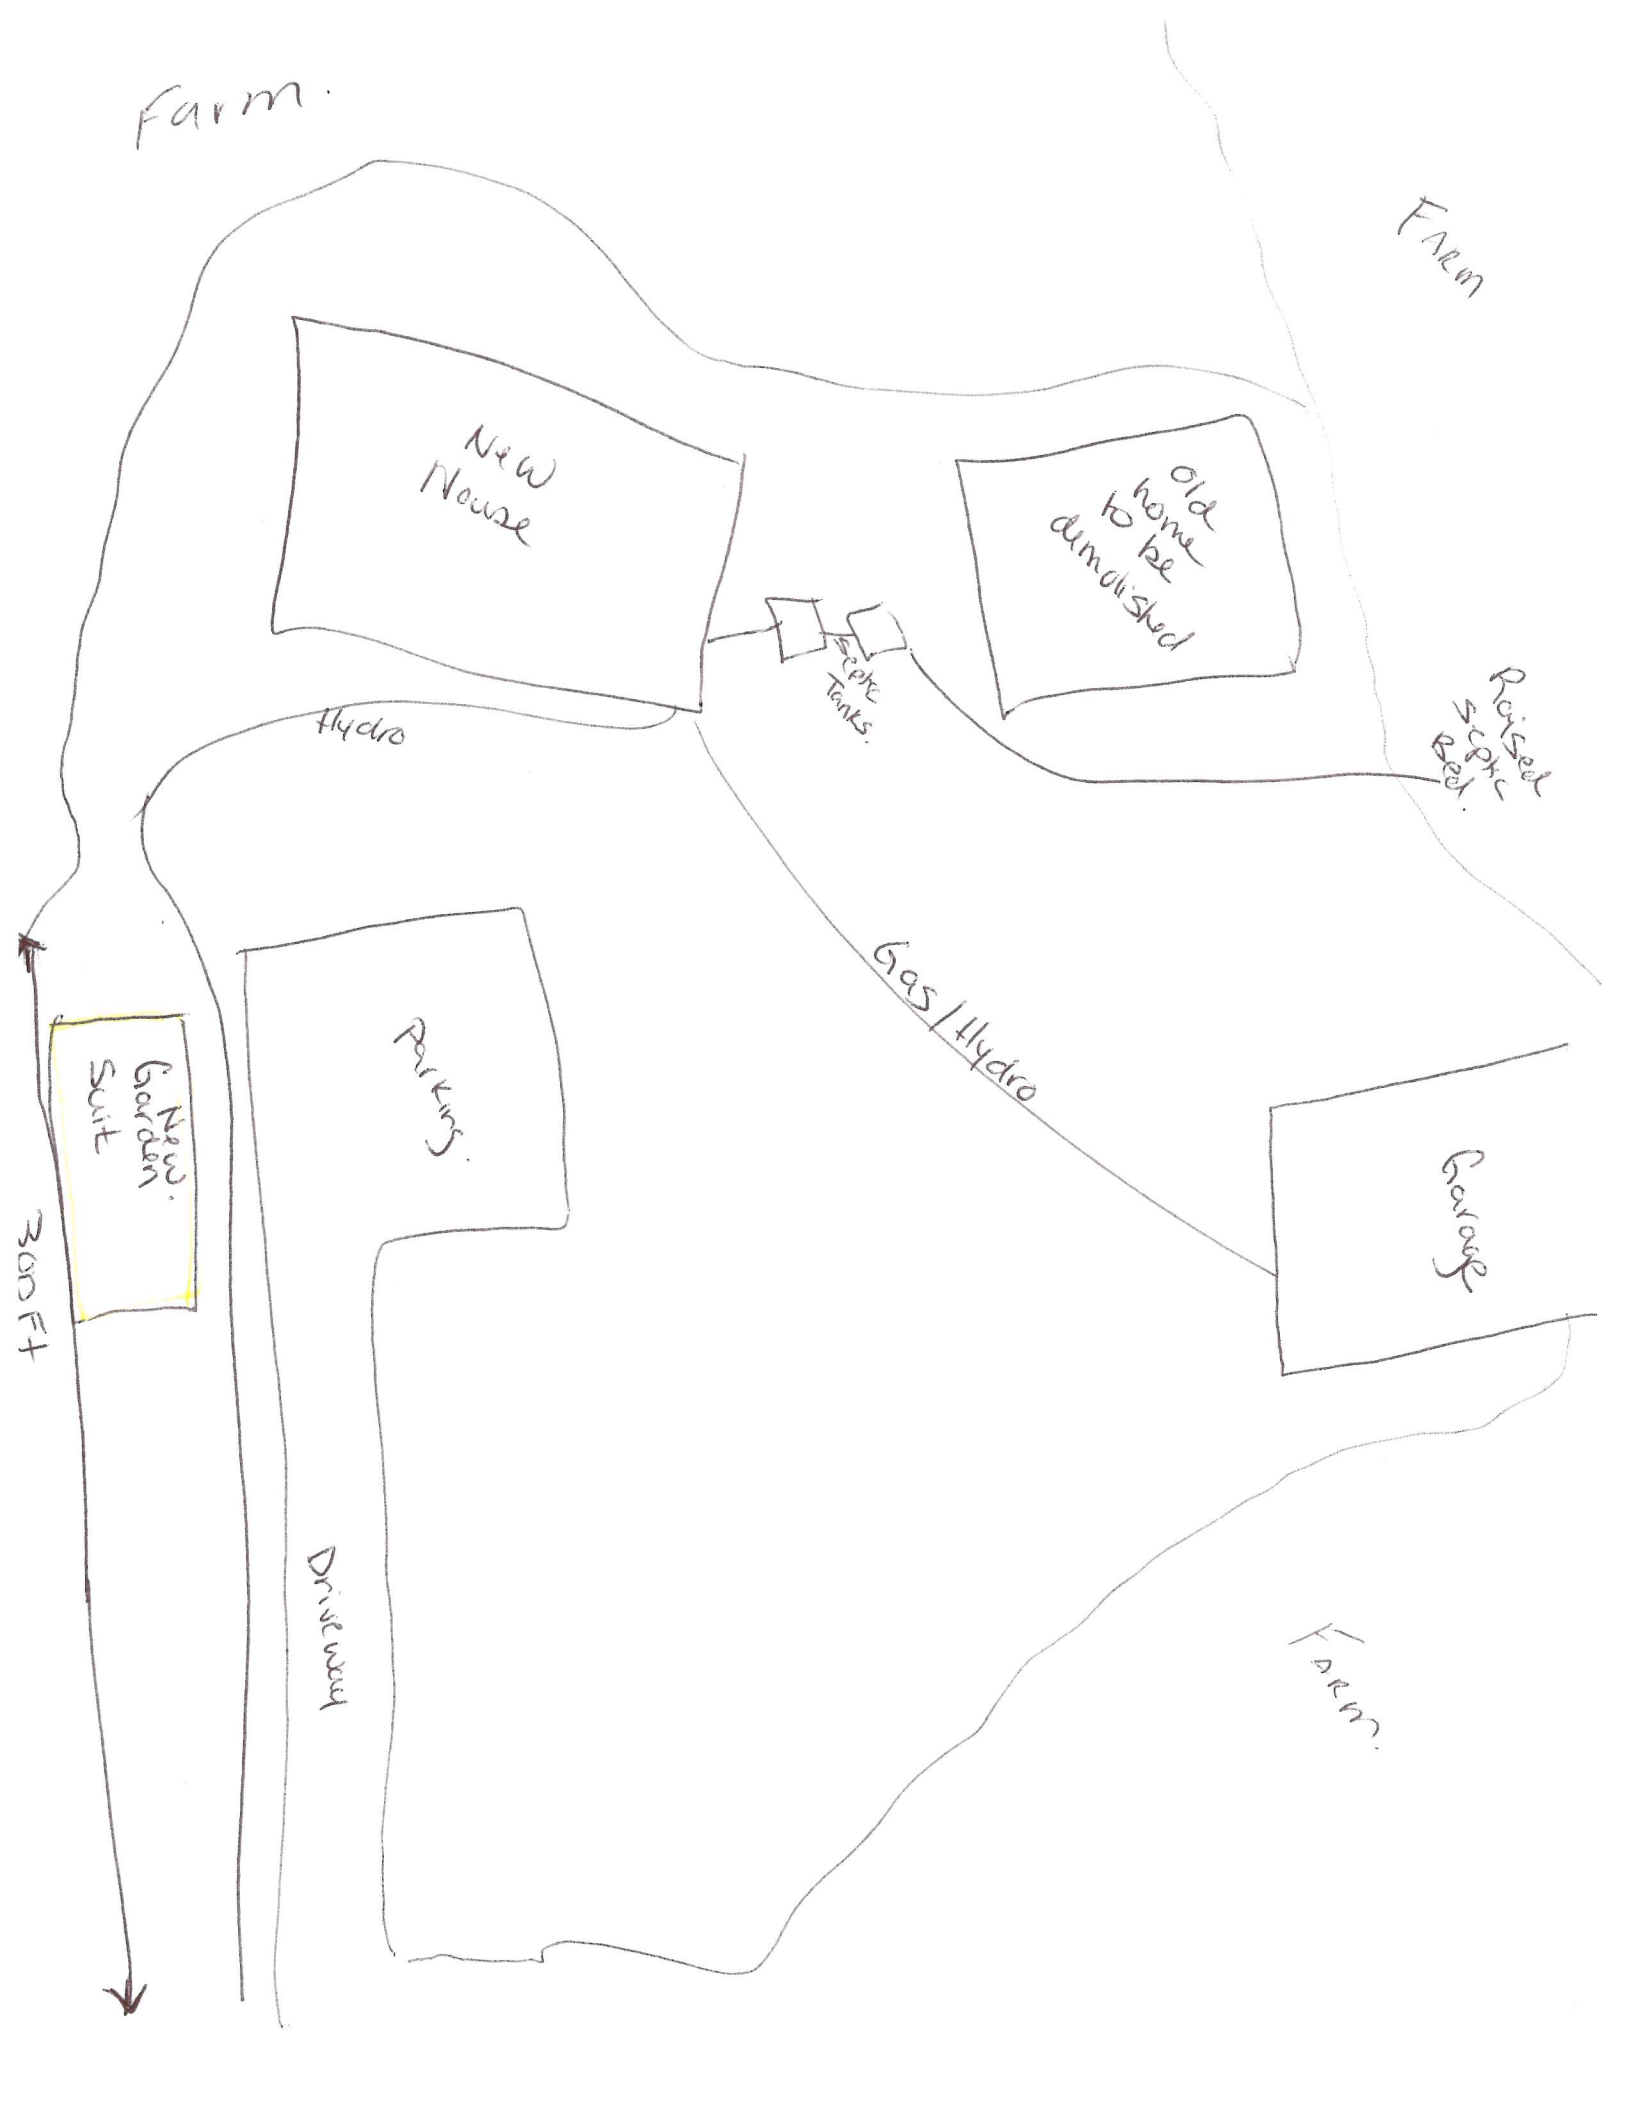 Farm.
FARM
New
House
old
home
to be
demolished
Septic
Tanks.
Raised
Septic
Bed.
Hydro
Gas/Hydro
Parking.
New.
Garden
Suit
300 Ft
Garage
Driveway
FARM.